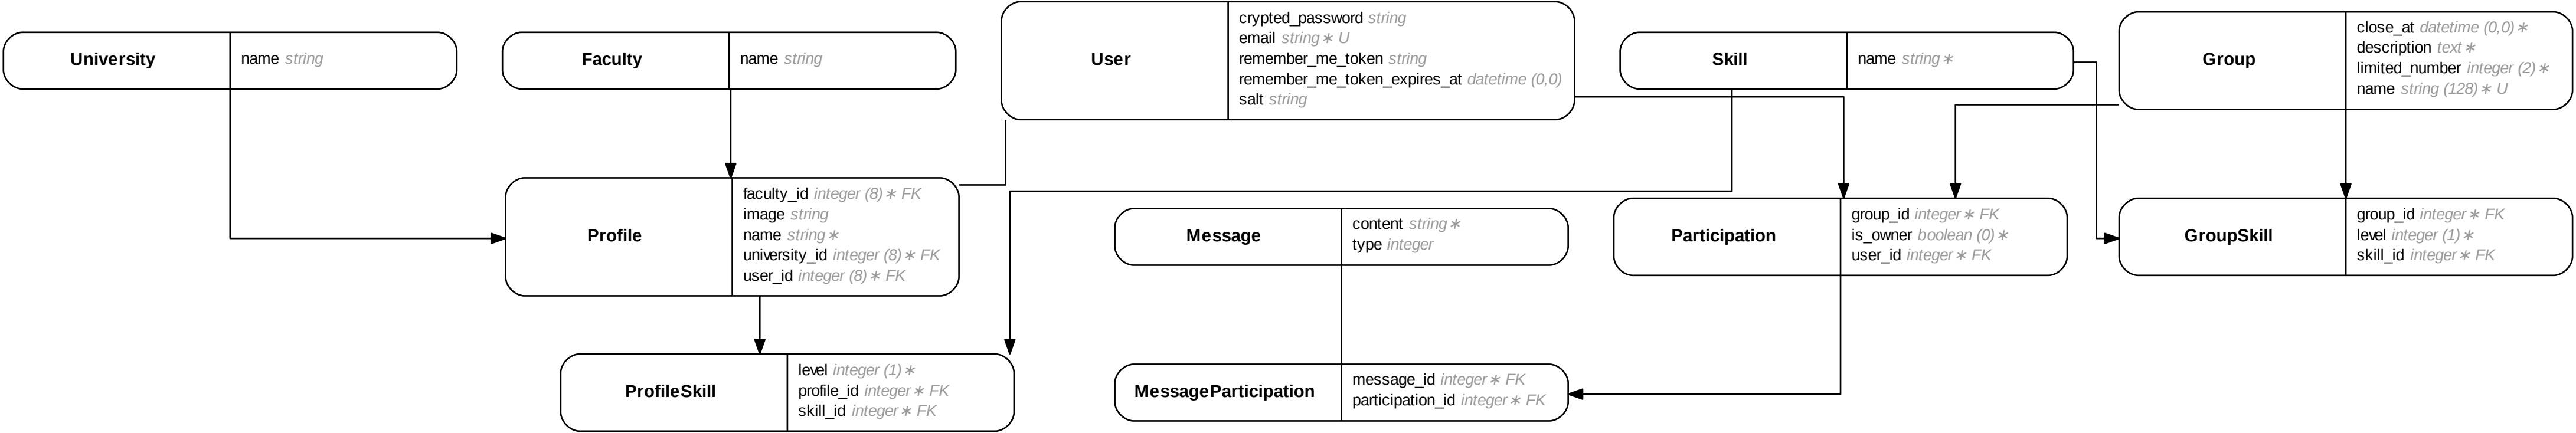 University
name string
Faculty
name string
User
crypted_password string
email string∗ U
remember_me_token string
remember_me_token_expires_at datetime (0,0)
salt string
Skill
name string∗
Group
close_at datetime (0,0)∗
description text∗
limited_number integer (2)∗
name string (128)∗ U
Profile
faculty_id integer (8)∗ FK
image string
name string∗
university_id integer (8)∗ FK
user_id integer (8)∗ FK
Message
content string∗
type integer
Participation
group_id integer∗ FK
is_owner boolean (0)∗
user_id integer∗ FK
GroupSkill
group_id integer∗ FK
level integer (1)∗
skill_id integer∗ FK
ProfileSkill
level integer (1)∗
profile_id integer∗ FK
skill_id integer∗ FK
MessageParticipation
message_id integer∗ FK
participation_id integer∗ FK